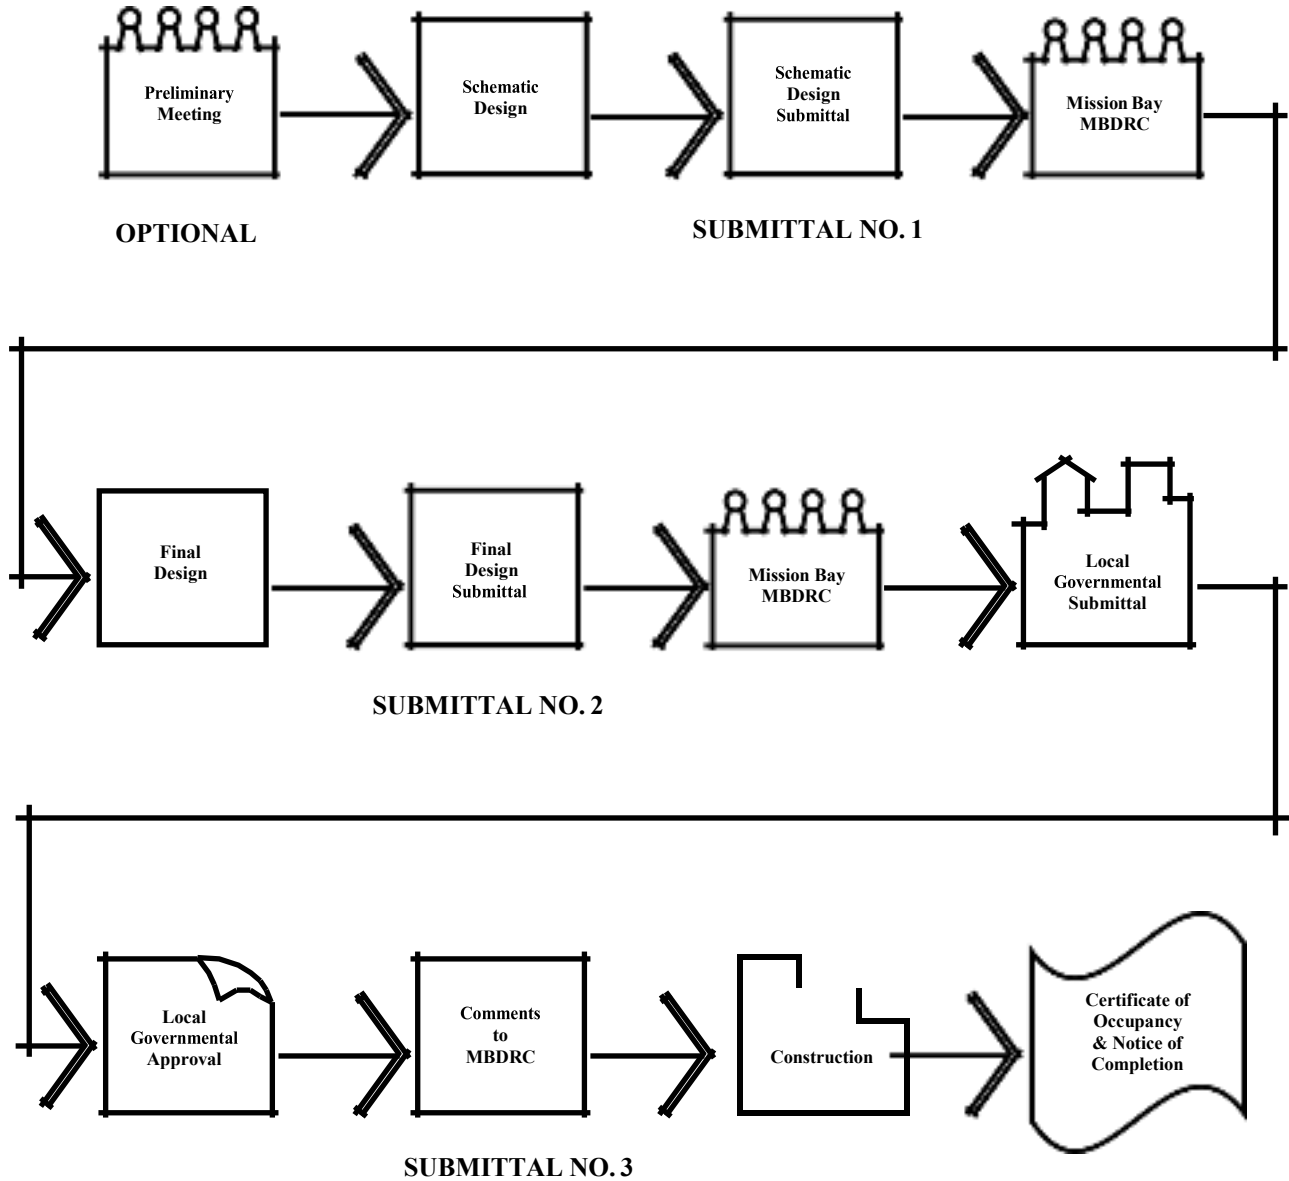 Preliminary
Meeting
Schematic
Design
Schematic
Design
Submittal
Mission Bay
MBDRC
OPTIONAL
SUBMITTAL NO. 1
Final
Design
Final
Design
Submittal
Mission Bay
MBDRC
Local
Governmental
Submittal
SUBMITTAL NO. 2
Local
Governmental
Approval
Comments
to
MBDRC
Construction
Certificate of
Occupancy
& Notice of
Completion
SUBMITTAL NO. 3